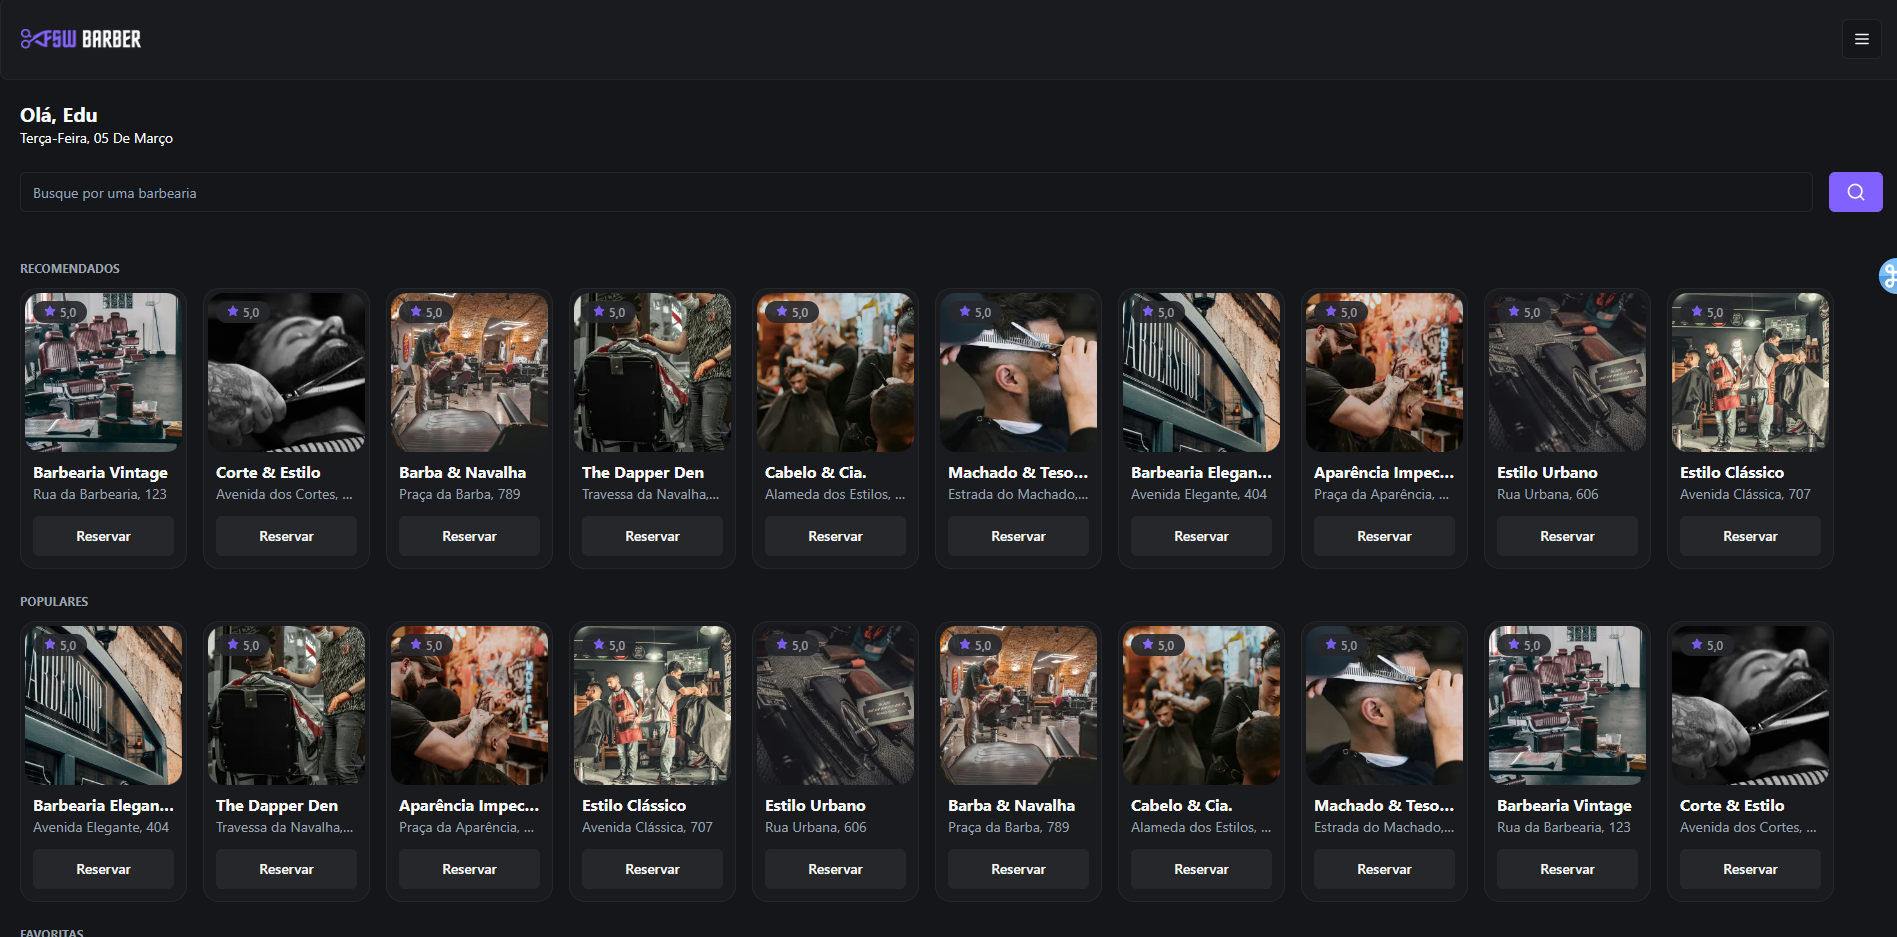 FSW BARBER
Olá, Edu
Terça-Feira, 05 De Março
Busque por uma barbearia
RECOMENDADOS
5,0 5,0 5,0 5,0 5,0 5,0 5,0 5,0 5,0 5,0
BARBERSHOP
Barbearia Vintage Corte & Estilo Barba & Navalha The Dapper Den Cabelo & Cia. Machado & Teso... Barbearia Elegan... Aparência Impec... Estilo Urbano Estilo Clássico
Rua da Barbearia, 123 Avenida dos Cortes, ... Praça da Barba, 789 Travessa da Navalha,... Alameda dos Estilos, ... Estrada do Machado,... Avenida Elegante, 404 Praça da Aparência, ... Rua Urbana, 606 Avenida Clássica, 707
Reservar Reservar Reservar Reservar Reservar Reservar Reservar Reservar Reservar Reservar
POPULARES
5,0 5,0 5,0 5,0 5,0 5,0 5,0 5,0 5,0 5,0
BARBERSHOP
Barbearia Elegan... The Dapper Den Aparência Impec... Estilo Clássico Estilo Urbano Barba & Navalha Cabelo & Cia. Machado & Teso... Barbearia Vintage Corte & Estilo
Avenida Elegante, 404 Travessa da Navalha,... Praça da Aparência, ... Avenida Clássica, 707 Rua Urbana, 606 Praça da Barba, 789 Alameda dos Estilos, ... Estrada do Machado,... Rua da Barbearia, 123 Avenida dos Cortes, ...
Reservar Reservar Reservar Reservar Reservar Reservar Reservar Reservar Reservar Reservar
FAVORITAS